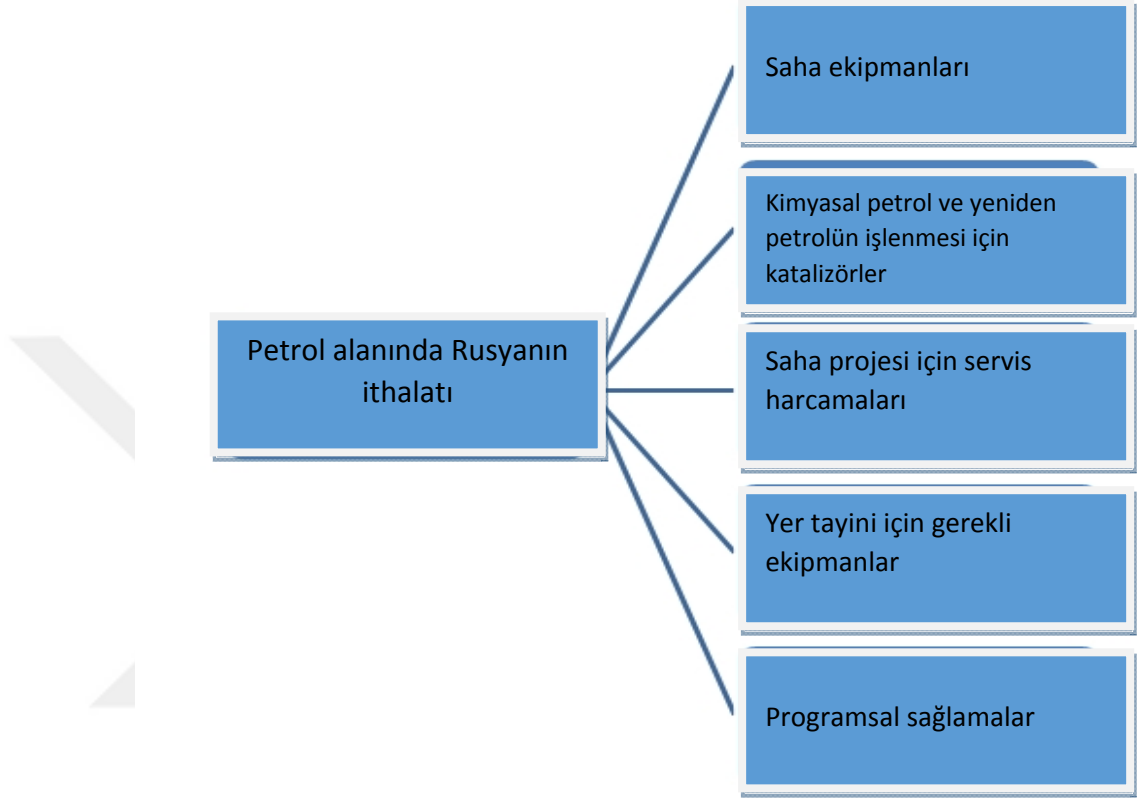 Petrol alanında Rusyanın
ithalatı
Saha ekipmanları
Kimyasal petrol ve yeniden
petrolün işlenmesi için
katalizörler
Saha projesi için servis
harcamaları
Yer tayini için gerekli
ekipmanlar
Programsal sağlamalar